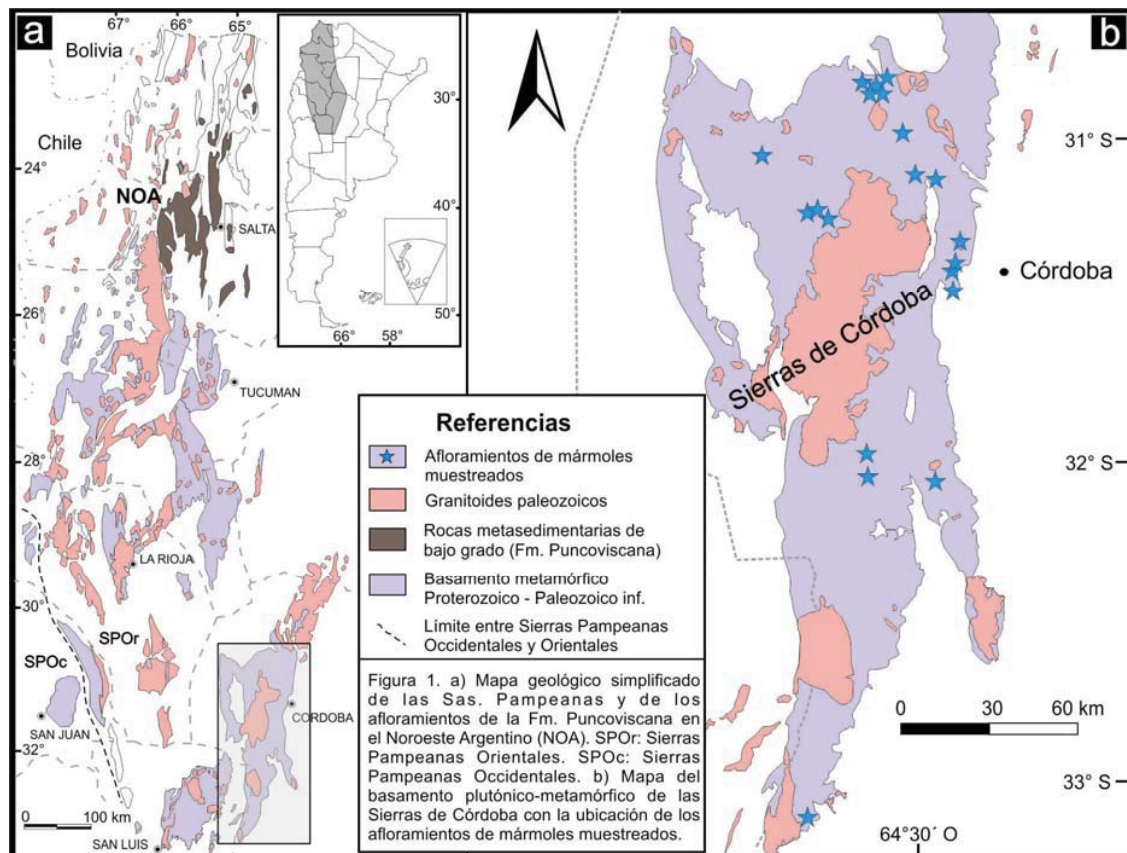 a
67°
66°
65°
Bolivia
Chile
24°
NOA
SALTA
26°
TUCUMAN
28°
LA RIOJA
30°
SPOr
SPOc
SAN JUAN
CORDOBA
32°
0 100 km
SAN LUIS
30°
40°
50°
66° 58°
b
31° S
Córdoba
Sierras de Córdoba
32° S
0 30 60 km
33° S
64°30´ O
Referencias
Afloramientos de mármoles
muestreados
Granitoides paleozoicos
Rocas metasedimentarias de
bajo grado (Fm. Puncoviscana)
Basamento metamórfico
Proterozoico - Paleozoico inf.
Límite entre Sierras Pampeanas
Occidentales y Orientales
Figura 1. a) Mapa geológico simplificado
de las Sas. Pampeanas y de los
afloramientos de la Fm. Puncoviscana en
el Noroeste Argentino (NOA). SPOr: Sierras
Pampeanas Orientales. SPOc: Sierras
Pampeanas Occidentales. b) Mapa del
basamento plutónico-metamórfico de las
Sierras de Córdoba con la ubicación de los
afloramientos de mármoles muestreados.